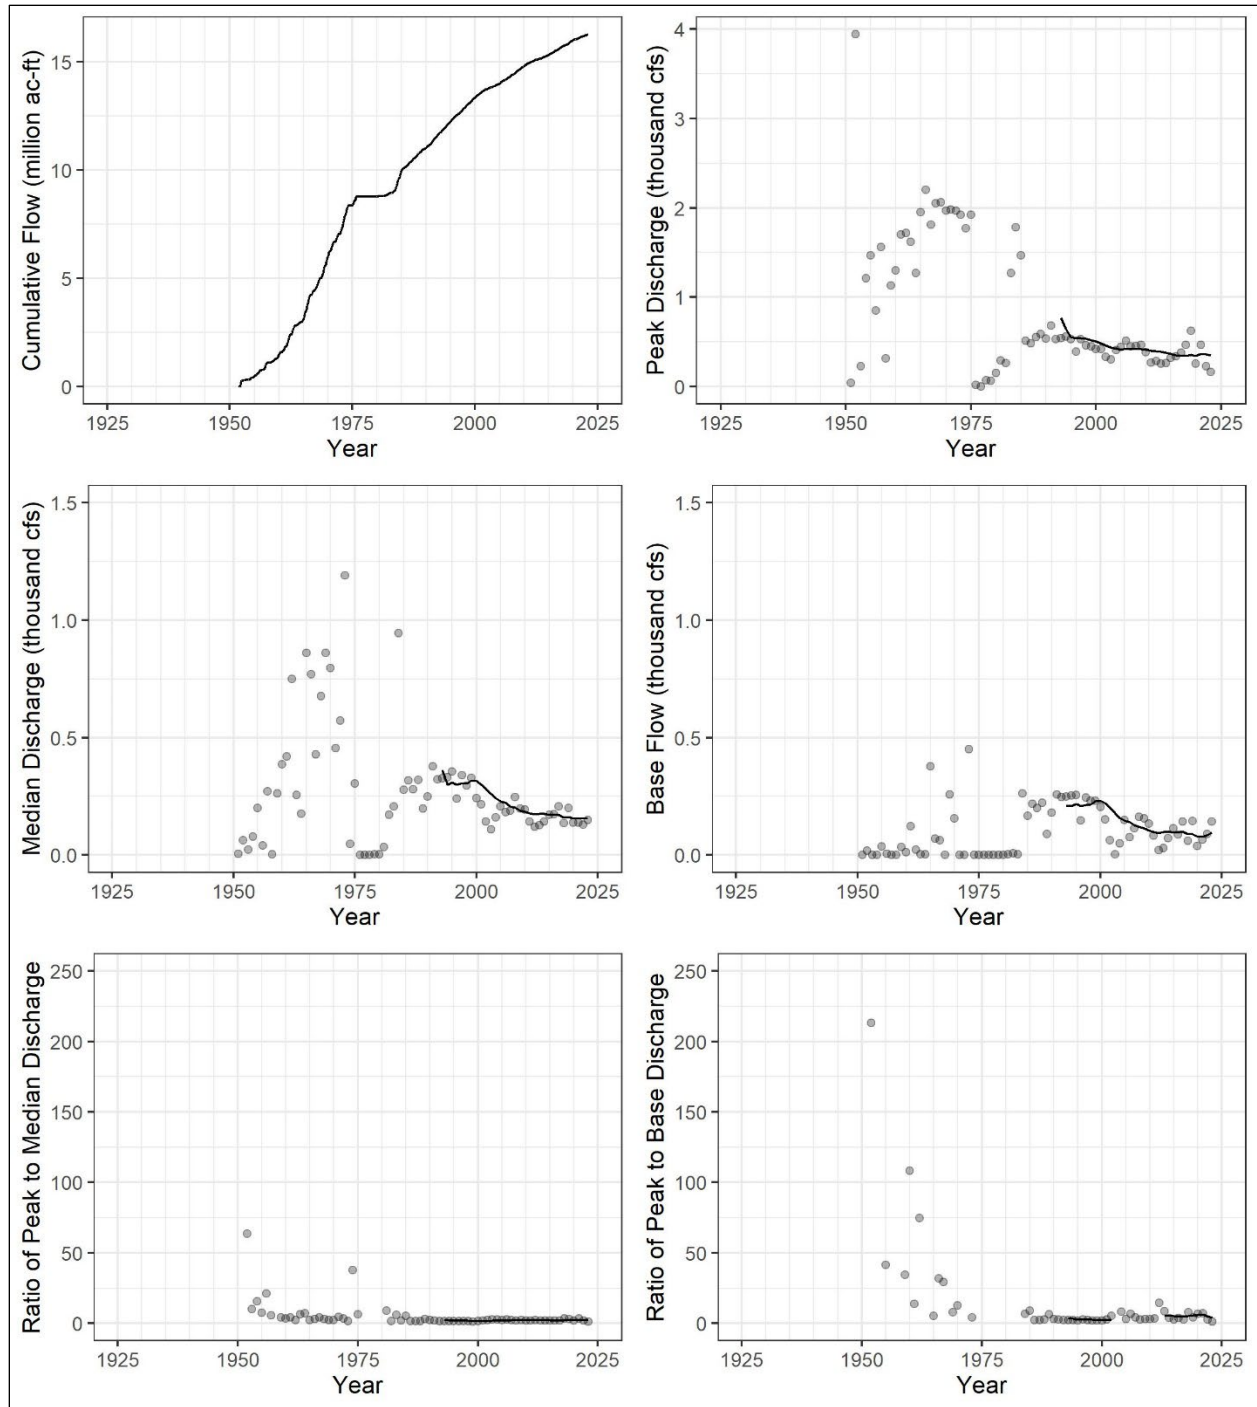 Cumulative Flow (million ac-ft)
15
10
5
0
1925 1950 1975 2000 2025
Year
Peak Discharge (thousand cfs)
4
3
2
1
0
1925 1950 1975 2000 2025
Year
Median Discharge (thousand cfs)
1.5
1.0
0.5
0.0
1925 1950 1975 2000 2025
Year
Base Flow (thousand cfs)
1.5
1.0
0.5
0.0
1925 1950 1975 2000 2025
Year
Ratio of Peak to Median Discharge
250
200
150
100
50
0
1925 1950 1975 2000 2025
Year
Ratio of Peak to Base Discharge
250
200
150
100
50
0
1925 1950 1975 2000 2025
Year